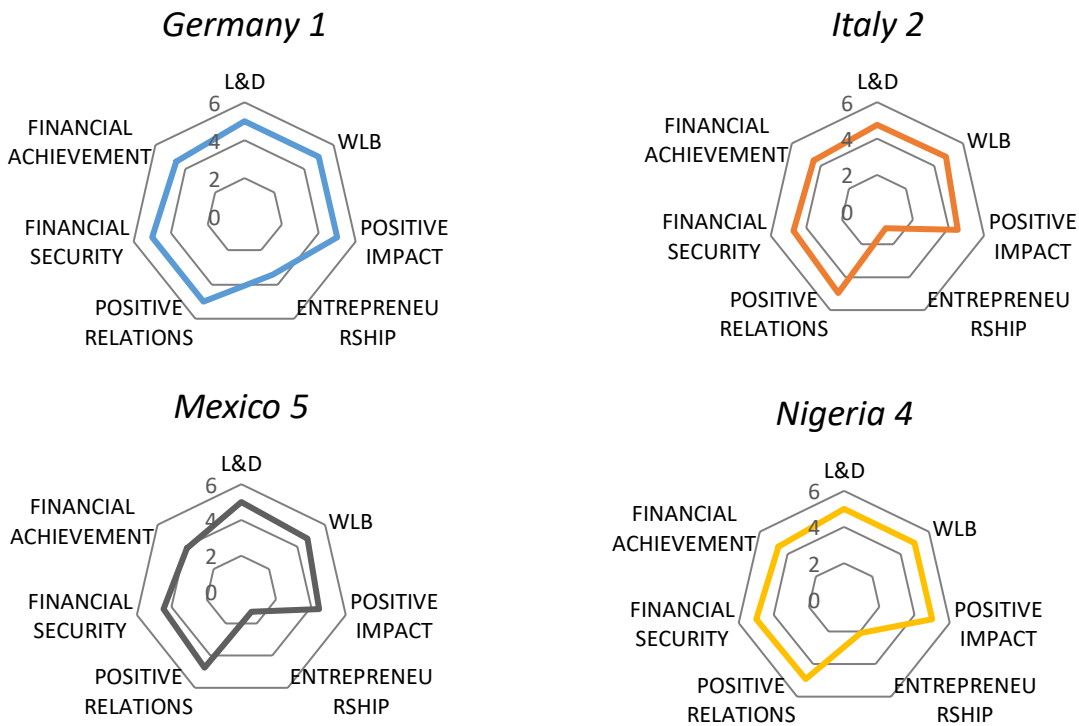 Germany 1
L&D
WLB
POSITIVE
IMPACT
ENTREPRENEU
RSHIP
POSITIVE
RELATIONS
FINANCIAL
SECURITY
FINANCIAL
ACHIEVEMENT
6
4
2
0
Italy 2
L&D
WLB
POSITIVE
IMPACT
ENTREPRENEU
RSHIP
POSITIVE
RELATIONS
FINANCIAL
SECURITY
FINANCIAL
ACHIEVEMENT
6
4
2
0
Mexico 5
L&D
WLB
POSITIVE
IMPACT
ENTREPRENEU
RSHIP
POSITIVE
RELATIONS
FINANCIAL
SECURITY
FINANCIAL
ACHIEVEMENT
6
4
2
0
Nigeria 4
L&D
WLB
POSITIVE
IMPACT
ENTREPRENEU
RSHIP
POSITIVE
RELATIONS
FINANCIAL
SECURITY
FINANCIAL
ACHIEVEMENT
6
4
2
0